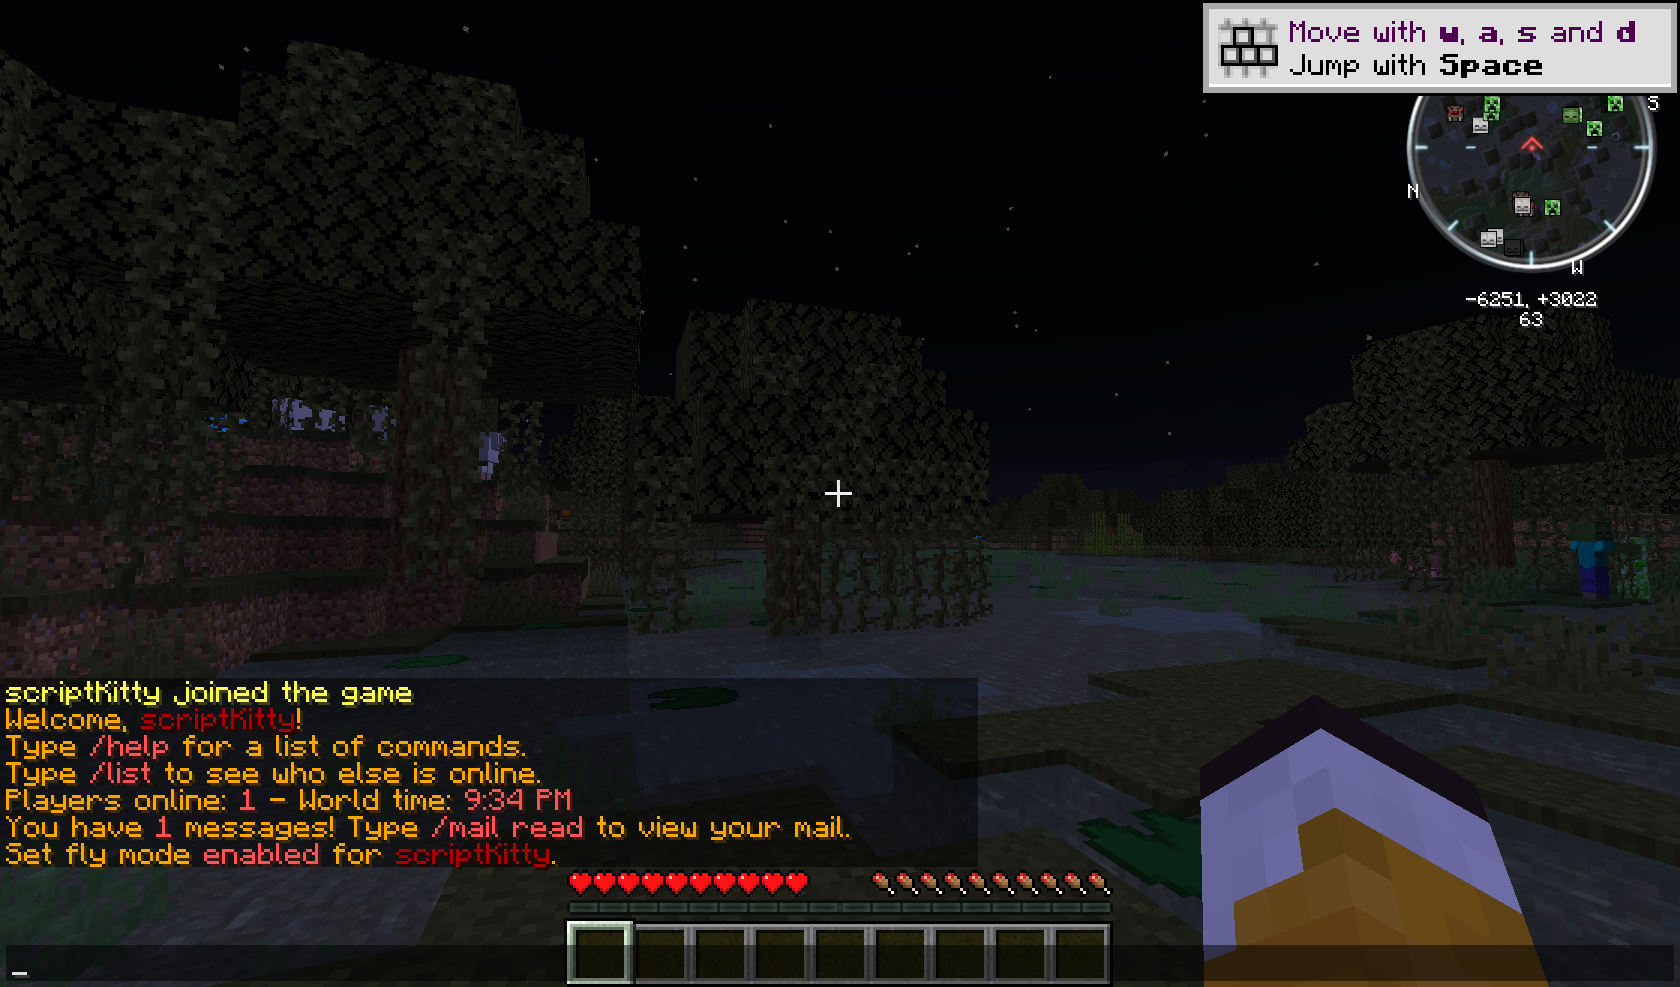 Move with w, a, s and d
Jump with Space
S
N
W
-6251, +3022
63
scriptKitty joined the game
Welcome, scriptKitty!
Type /help for a list of commands.
Type /list to see who else is online.
Players online: 1 - World time: 9:34 PM
You have 1 messages! Type /mail read to view your mail.
Set fly mode enabled for scriptKitty.
_